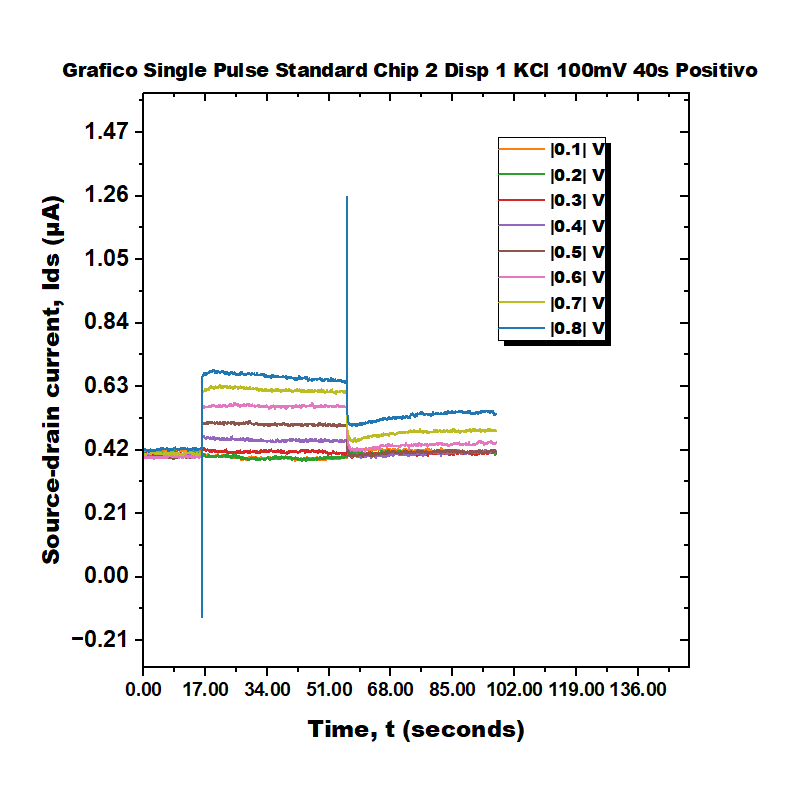 Grafico Single Pulse Standard Chip 2 Disp 1 KCl 100mV 40s Positivo
1.47
1.26
1.05
0.84
0.63
0.42
0.21
0.00
−0.21
Source-drain current, Ids (µA)
|0.1| V
|0.2| V
|0.3| V
|0.4| V
|0.5| V
|0.6| V
|0.7| V
|0.8| V
0.00 17.00 34.00 51.00 68.00 85.00 102.00 119.00 136.00
Time, t (seconds)